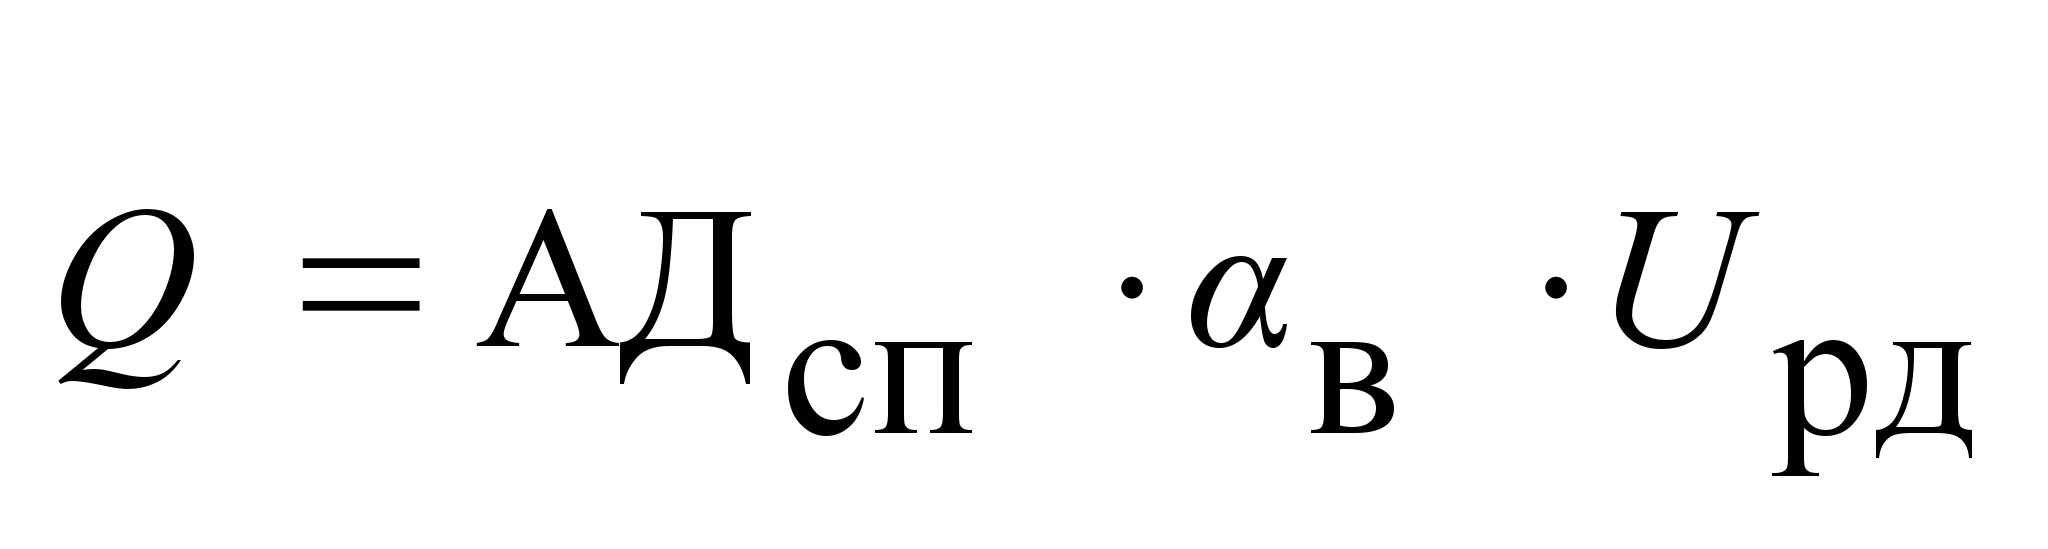 Q = АДсп · αв · Uрд